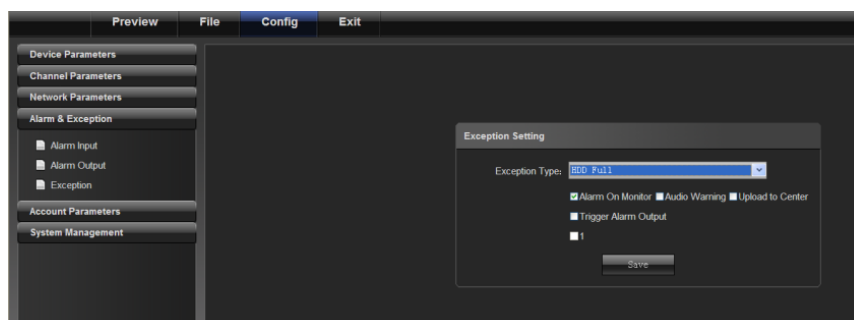 Preview File Config Exit
Device Parameters
Channel Parameters
Network Parameters
Alarm & Exception
Alarm Input
Alarm Output
Exception
Account Parameters
System Management
Exception Setting
Exception Type: HDD Full
Alarm On Monitor Audio Warning Upload to Center
Trigger Alarm Output
1
Save